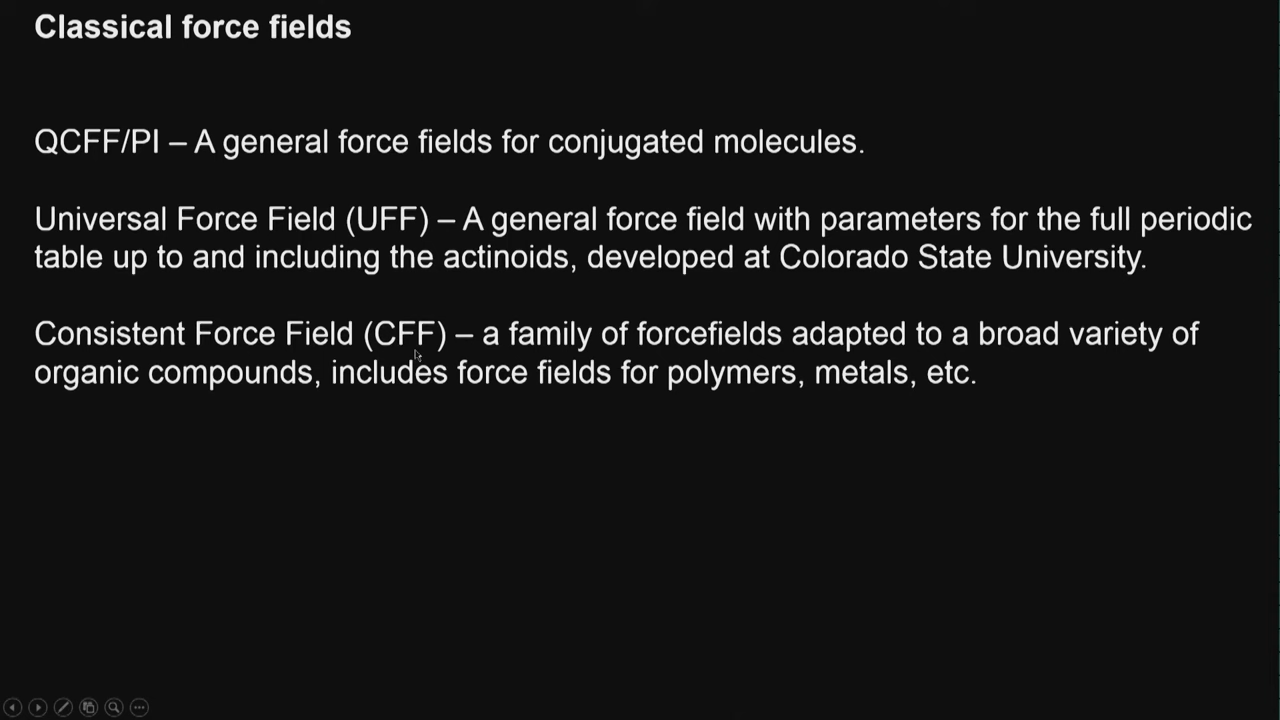 Classical force fields
QCFF/PI – A general force fields for conjugated molecules.
Universal Force Field (UFF) – A general force field with parameters for the full periodic
table up to and including the actinoids, developed at Colorado State University.
Consistent Force Field (CFF) – a family of forcefields adapted to a broad variety of
organic compounds, includes force fields for polymers, metals, etc.